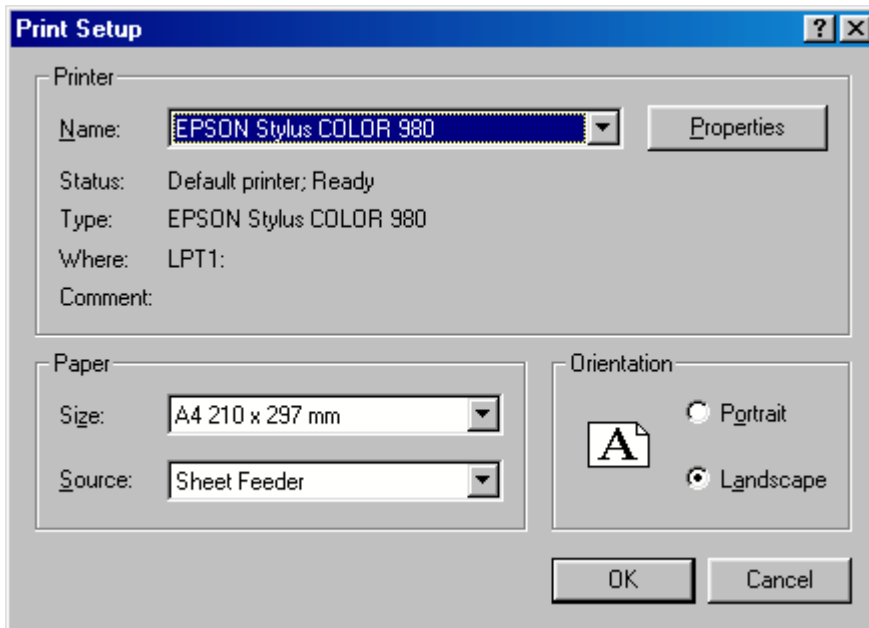 Print Setup
Printer
Name: EPSON Stylus COLOR 980 Properties
Status: Default printer; Ready
Type: EPSON Stylus COLOR 980
Where: LPT1:
Comment:
Paper
Size: A4 210 x 297 mm
Source: Sheet Feeder
Orientation
A
Portrait
Landscape
OK Cancel